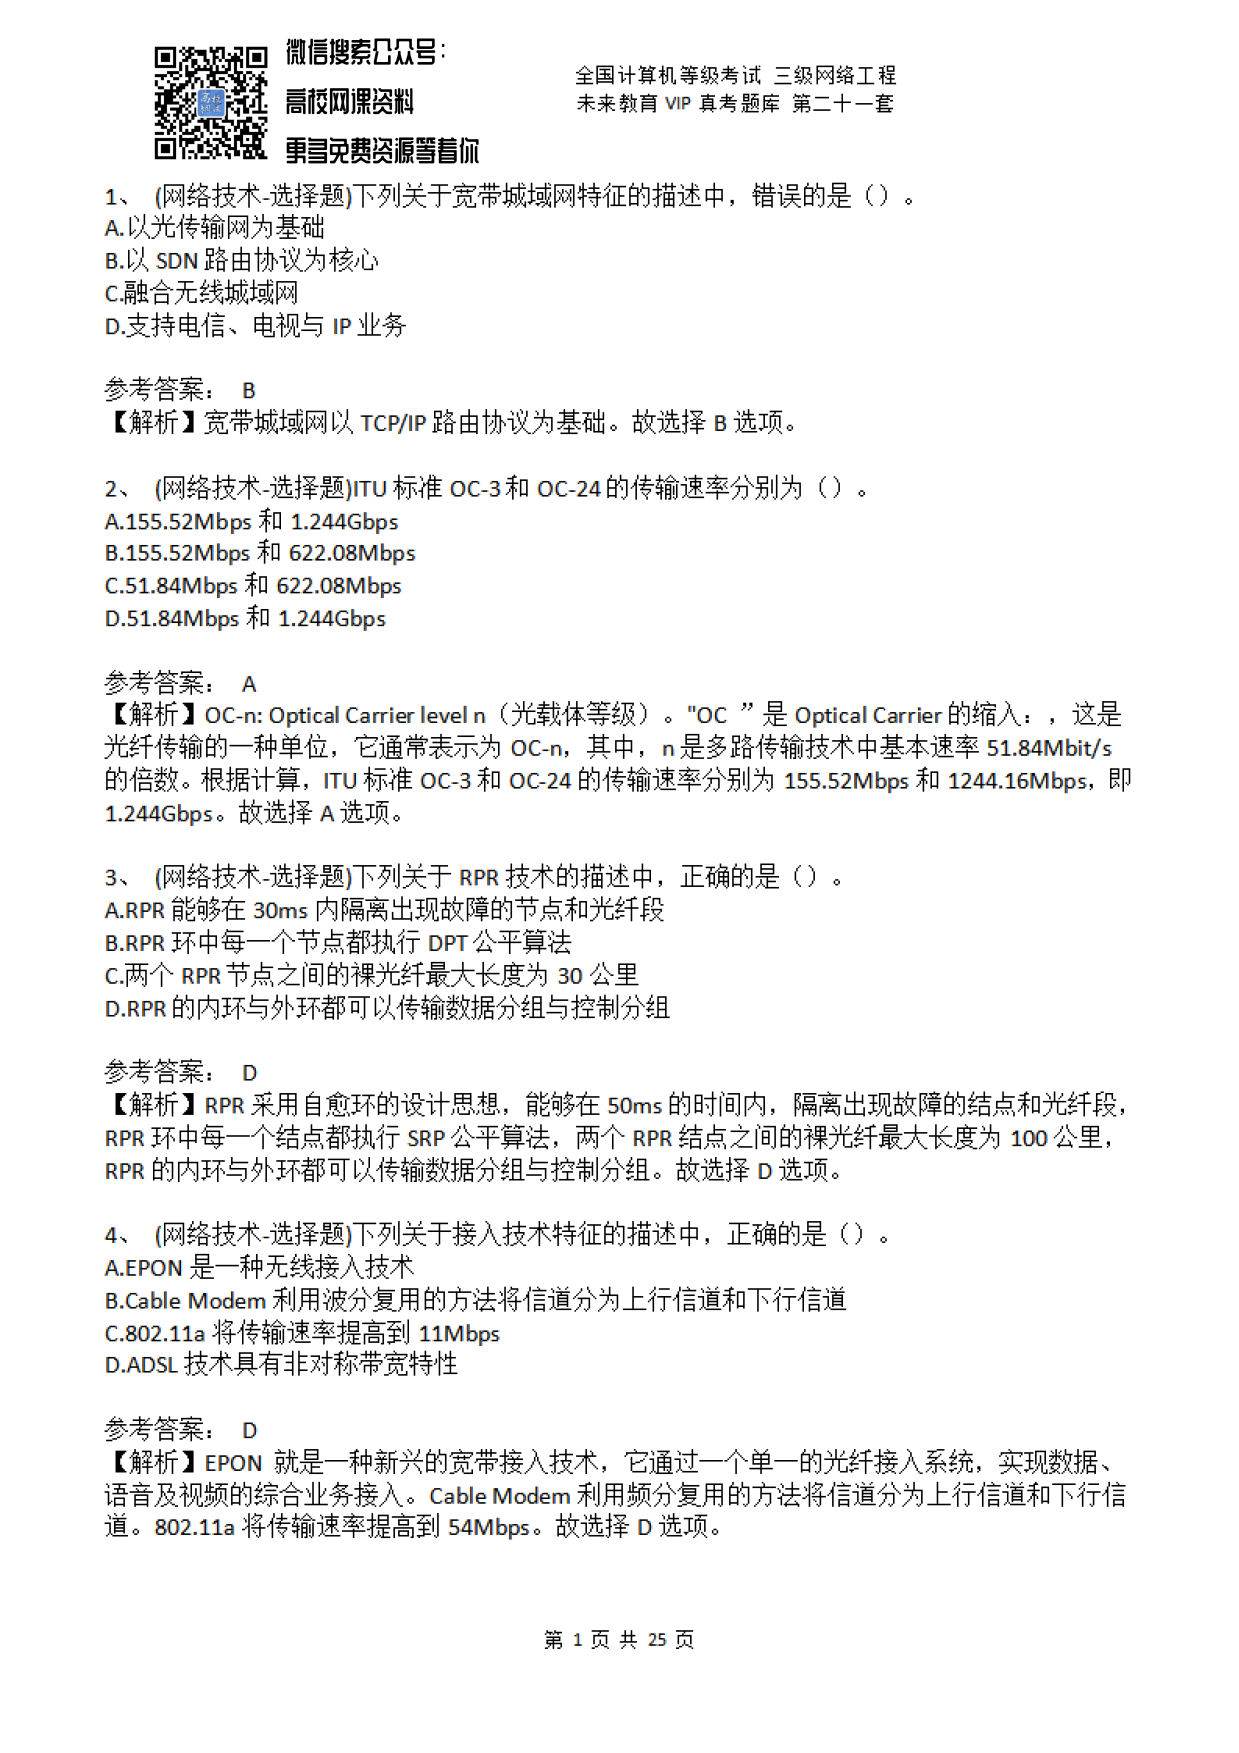 微信搜索公众号：
高校网课资料
更多免费资源等着你
全国计算机等级考试 三级网络工程
未来教育 VIP 真考题库 第二十一套
1、 (网络技术-选择题)下列关于宽带城域网特征的描述中，错误的是（）。
A.以光传输网为基础
B.以 SDN 路由协议为核心
C.融合无线城域网
D.支持电信、电视与 IP 业务
参考答案： B
【解析】宽带城域网以 TCP/IP 路由协议为基础。故选择 B 选项。
2、 (网络技术-选择题)ITU 标准 OC-3 和 OC-24 的传输速率分别为（）。
A.155.52Mbps 和 1.244Gbps
B.155.52Mbps 和 622.08Mbps
C.51.84Mbps 和 622.08Mbps
D.51.84Mbps 和 1.244Gbps
参考答案： A
【解析】OC-n: Optical Carrier level n（光载体等级）。"OC ”是 Optical Carrier 的缩入：，这是
光纤传输的一种单位，它通常表示为 OC-n，其中，n 是多路传输技术中基本速率 51.84Mbit/s
的倍数。根据计算，ITU 标准 OC-3 和 OC-24 的传输速率分别为 155.52Mbps 和 1244.16Mbps，即
1.244Gbps。故选择 A 选项。
3、 (网络技术-选择题)下列关于 RPR 技术的描述中，正确的是（）。
A.RPR 能够在 30ms 内隔离出现故障的节点和光纤段
B.RPR 环中每一个节点都执行 DPT 公平算法
C.两个 RPR 节点之间的裸光纤最大长度为 30 公里
D.RPR 的内环与外环都可以传输数据分组与控制分组
参考答案： D
【解析】RPR 采用自愈环的设计思想，能够在 50ms 的时间内，隔离出现故障的结点和光纤段，
RPR 环中每一个结点都执行 SRP 公平算法，两个 RPR 结点之间的裸光纤最大长度为 100 公里，
RPR 的内环与外环都可以传输数据分组与控制分组。故选择 D 选项。
4、 (网络技术-选择题)下列关于接入技术特征的描述中，正确的是（）。
A.EPON 是一种无线接入技术
B.Cable Modem 利用波分复用的方法将信道分为上行信道和下行信道
C.802.11a 将传输速率提高到 11Mbps
D.ADSL 技术具有非对称带宽特性
参考答案： D
【解析】EPON 就是一种新兴的宽带接入技术，它通过一个单一的光纤接入系统，实现数据、
语音及视频的综合业务接入。Cable Modem 利用频分复用的方法将信道分为上行信道和下行信
道。802.11a 将传输速率提高到 54Mbps。故选择 D 选项。
第 1 页 共 25 页